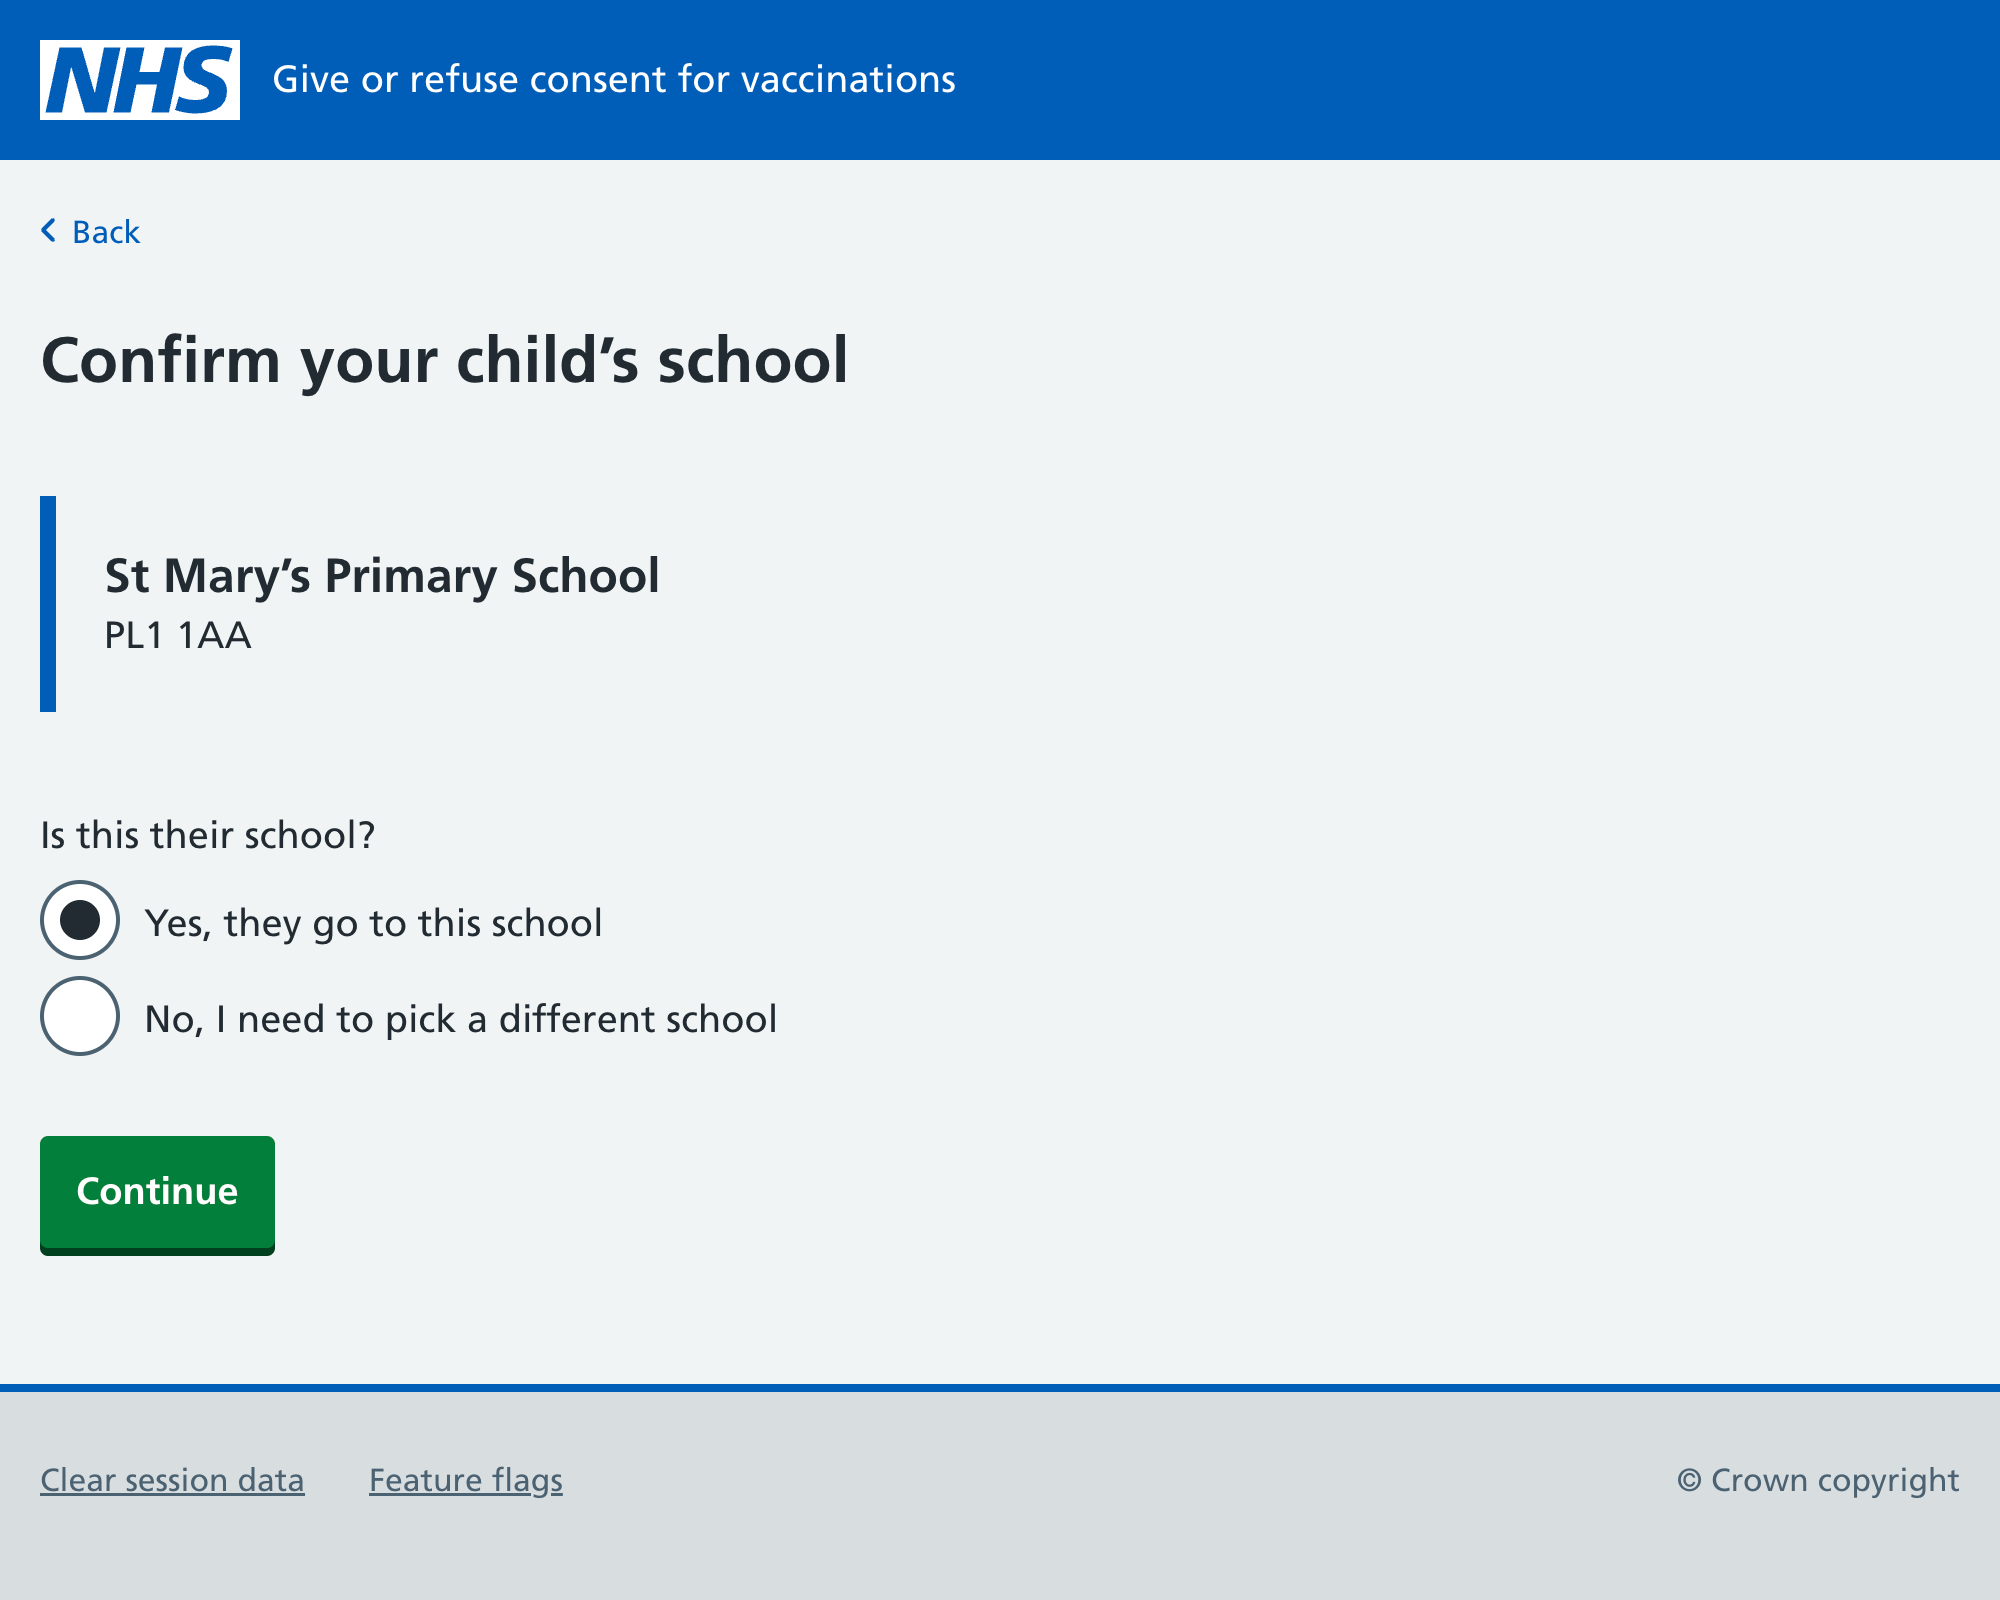 NHS Give or refuse consent for vaccinations
Back
Confirm your child’s school
St Mary’s Primary School
PL1 1AA
Is this their school?
Yes, they go to this school
No, I need to pick a different school
Continue
Clear session data Feature flags © Crown copyright